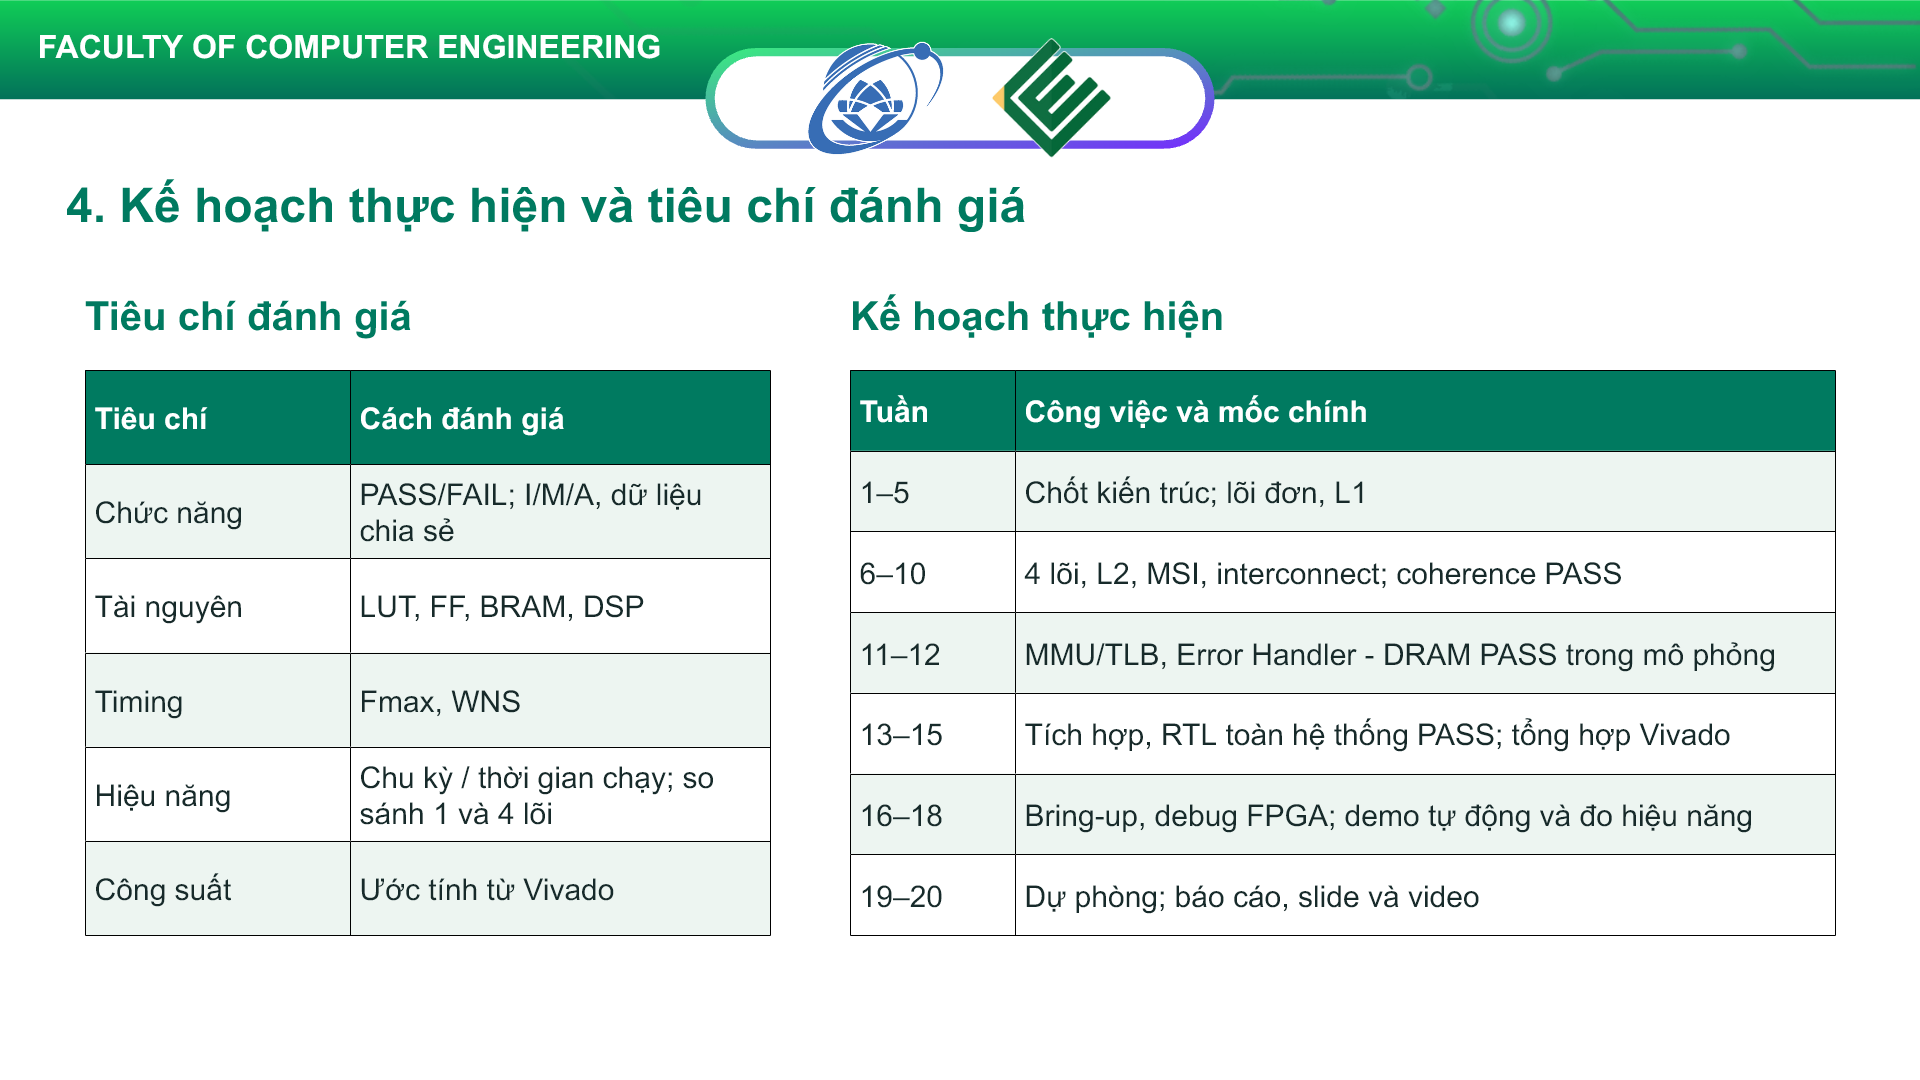 FACULTY OF COMPUTER ENGINEERING
4. Kế hoạch thực hiện và tiêu chí đánh giá
Tiêu chí đánh giá
Tiêu chí
Cách đánh giá
Chức năng
PASS/FAIL; I/M/A, dữ liệu
chia sẻ
Tài nguyên
LUT, FF, BRAM, DSP
Timing
Fmax, WNS
Hiệu năng
Chu kỳ / thời gian chạy; so
sánh 1 và 4 lõi
Công suất
Ước tính từ Vivado
Kế hoạch thực hiện
Tuần
Công việc và mốc chính
1–5
Chốt kiến trúc; lõi đơn, L1
6–10
4 lõi, L2, MSI, interconnect; coherence PASS
11–12
MMU/TLB, Error Handler - DRAM PASS trong mô phỏng
13–15
Tích hợp, RTL toàn hệ thống PASS; tổng hợp Vivado
16–18
Bring-up, debug FPGA; demo tự động và đo hiệu năng
19–20
Dự phòng; báo cáo, slide và video